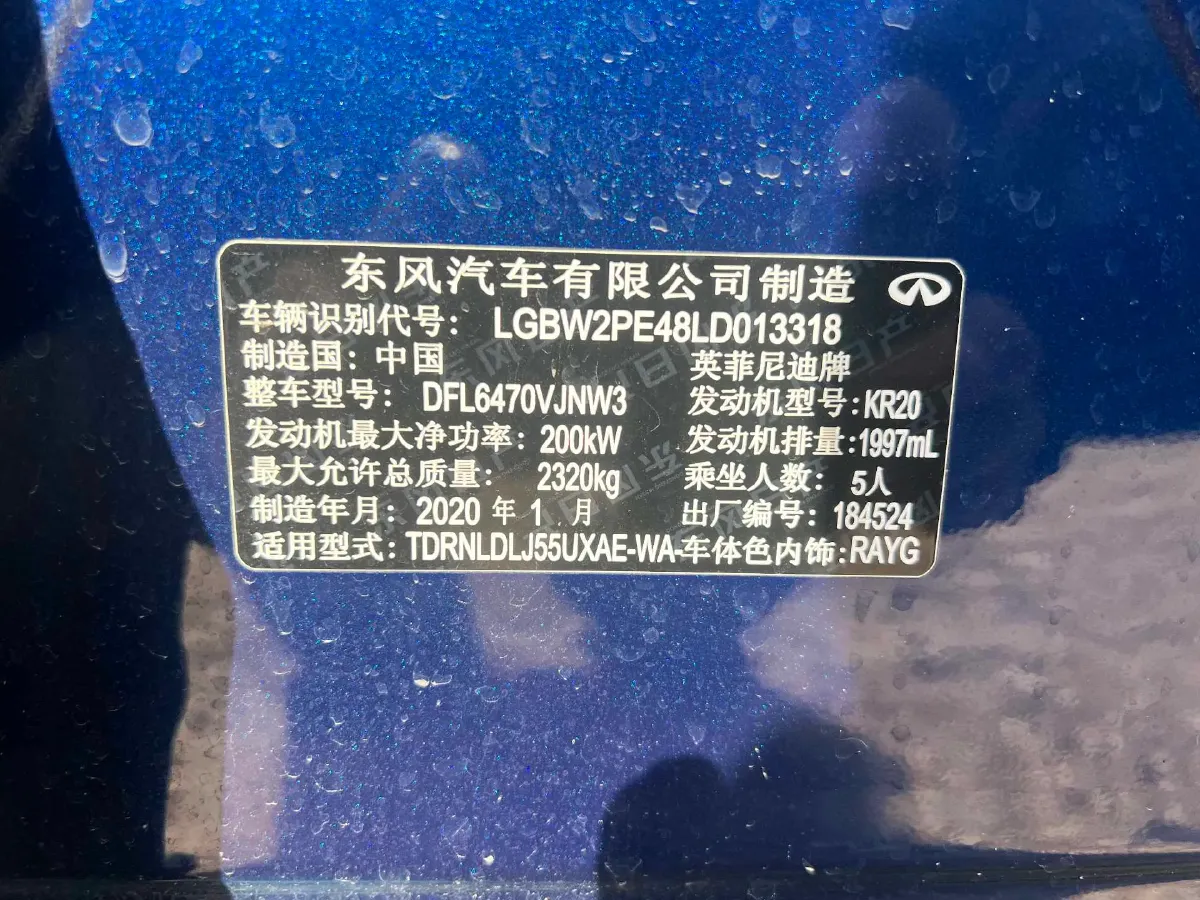 东风汽车有限公司制造
车辆识别代号: LGBW2PE48LD013318
制造国: 中国 英菲尼迪牌
整车型号: DFL6470VJNW3 发动机型号:KR20
发动机最大净功率: 200kW 发动机排量:1997mL
最大允许总质量: 2320kg 乘坐人数: 5人
制造年月: 2020 年 1 月 出厂编号: 184524
适用型式: TDRNLDLJ55UXAE-WA- 车体色内饰:RAYG